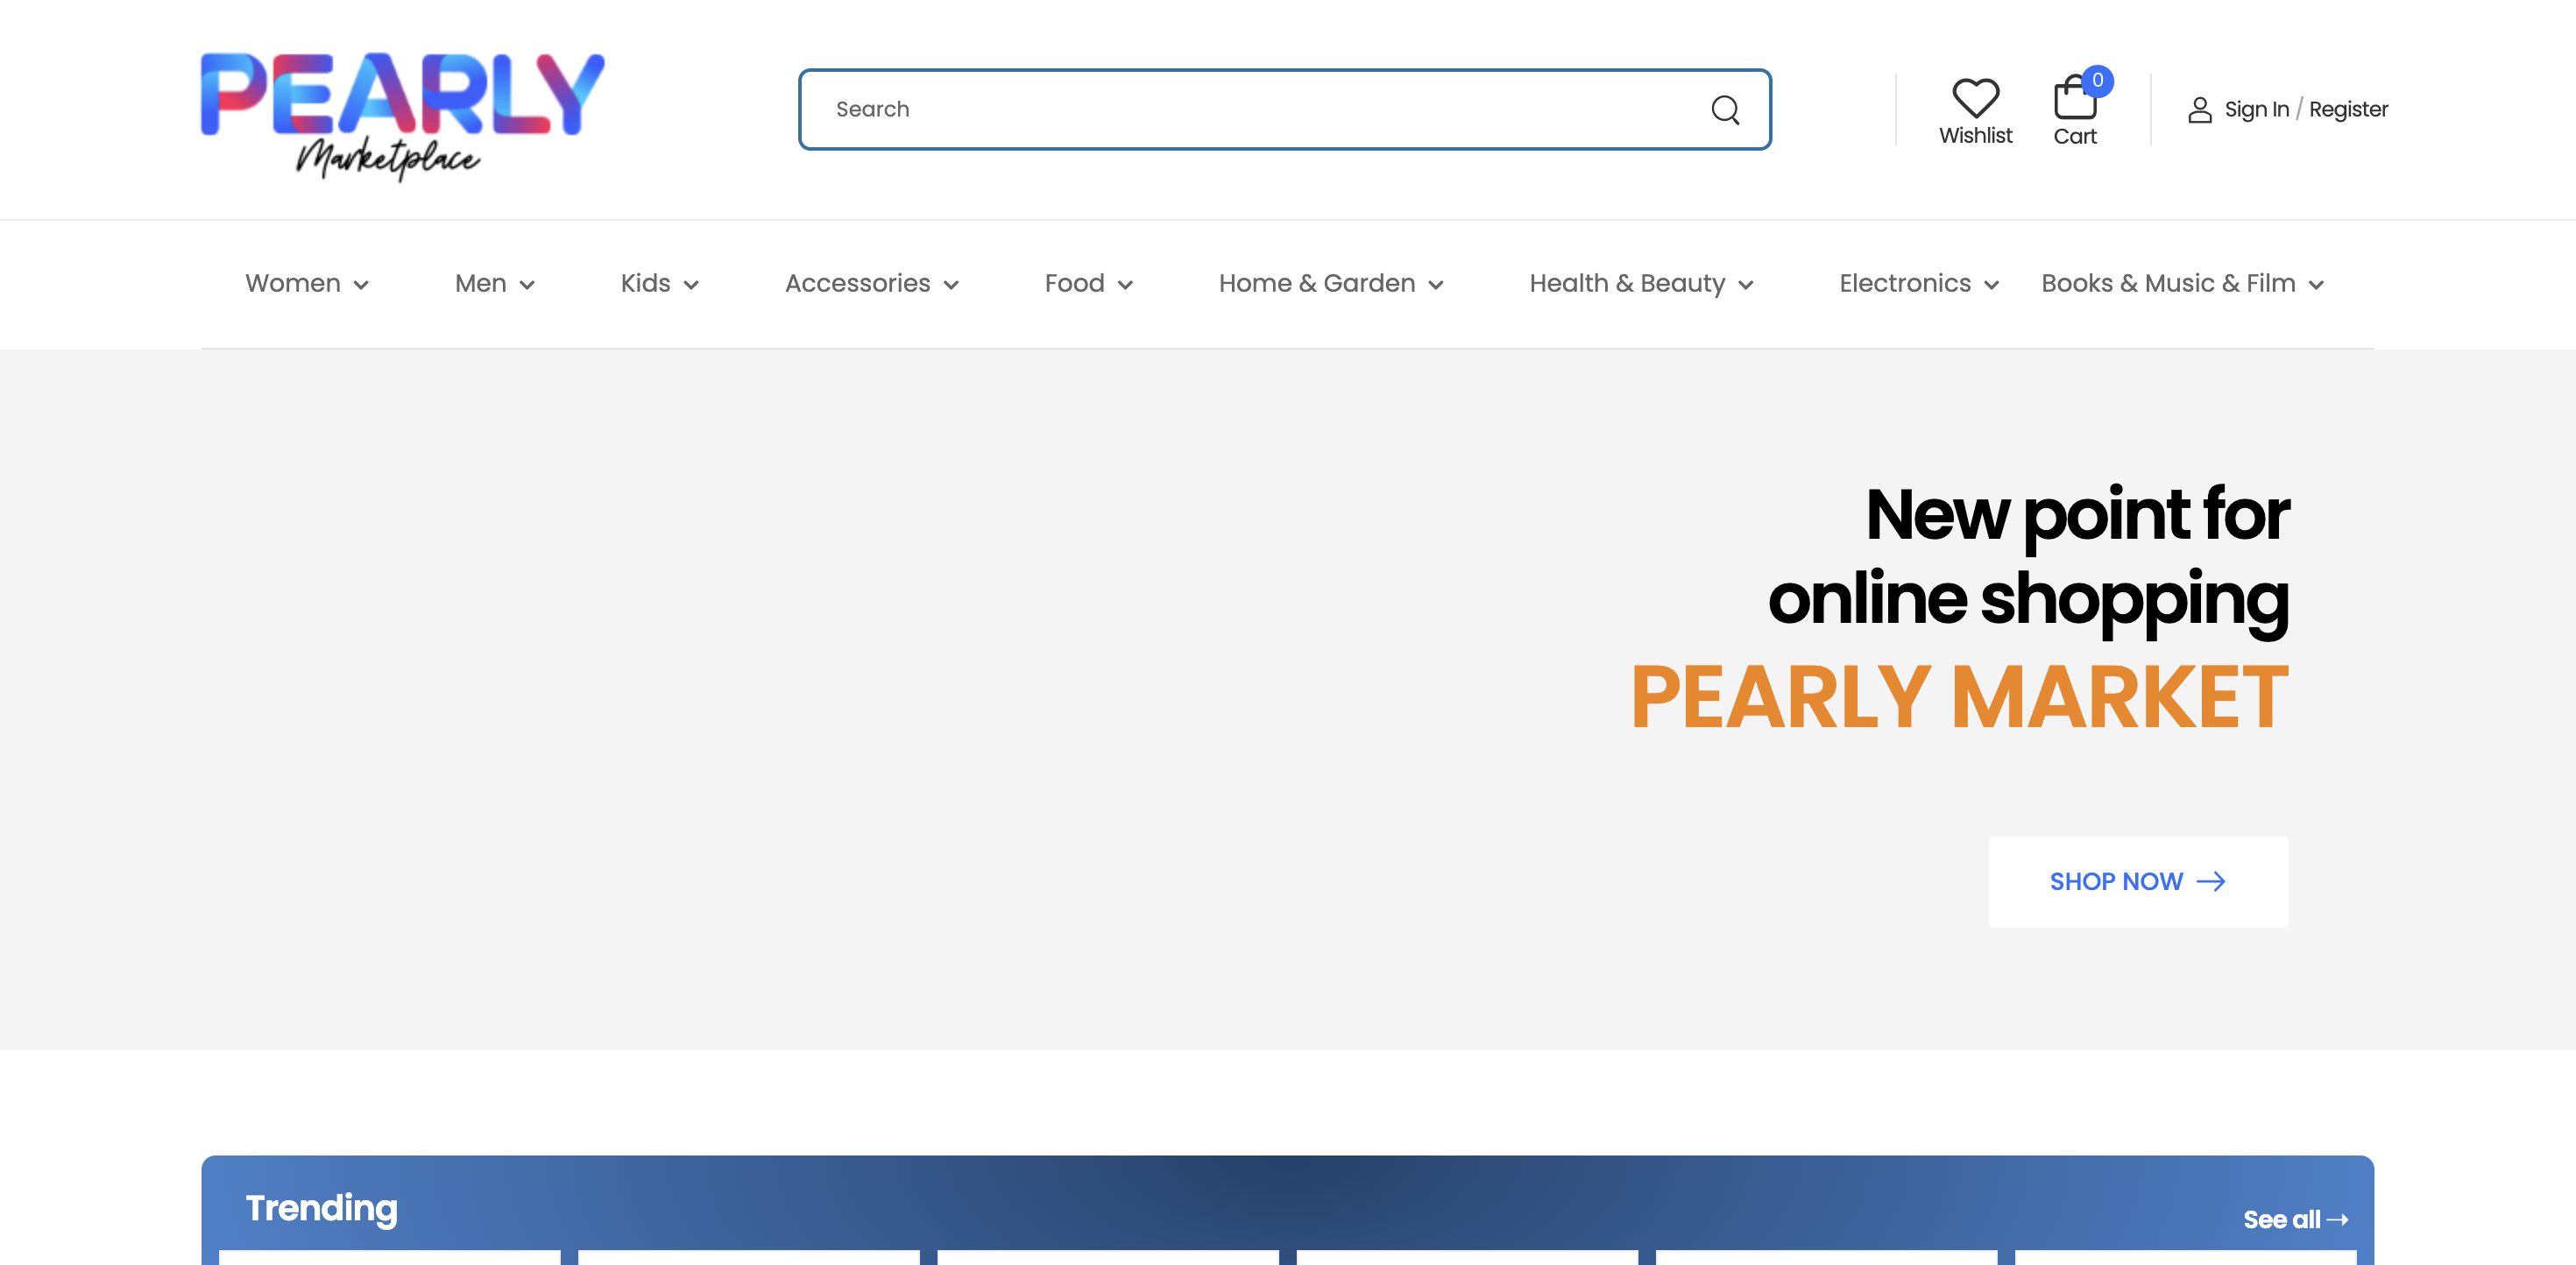 PEARLY
Marketplace
Search
Wishlist
0
Cart
Sign In / Register
Women
Men
Kids
Accessories
Food
Home & Garden
Health & Beauty
Electronics
Books & Music & Film
New point for
online shopping
PEARLY MARKET
SHOP NOW
Trending
See all